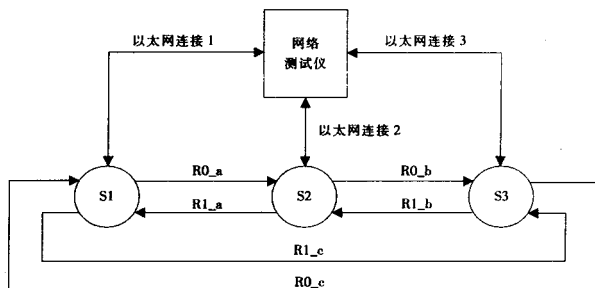 以太网连接1
网络
测试仪
以太网连接3
以太网连接2
R0_a
R0_b
S1
S2
S3
R1_a
R1_b
R1_c
R0_c